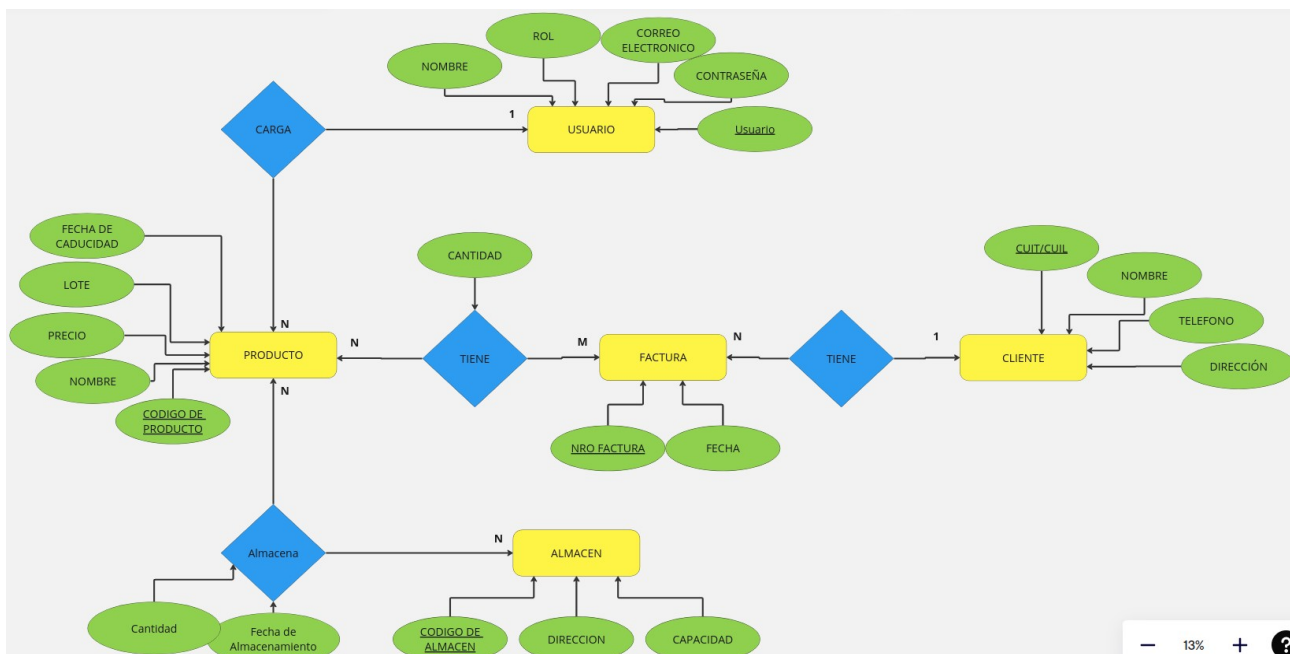 ROL
CORREO
ELECTRONICO
NOMBRE
CONTRASEÑA
1
CARGA
USUARIO
Usuario
FECHA DE
CADUCIDAD
LOTE
PRECIO
NOMBRE
CODIGO DE
PRODUCTO
N
PRODUCTO
N
N
CANTIDAD
TIENE
M
FACTURA
N
NRO FACTURA
FECHA
TIENE
1
CLIENTE
CUIT/CUIL
NOMBRE
TELEFONO
DIRECCIÓN
Almacena
N
ALMACEN
Cantidad
Fecha de
Almacenamiento
CODIGO DE
ALMACEN
DIRECCION
CAPACIDAD
− 13% + ?